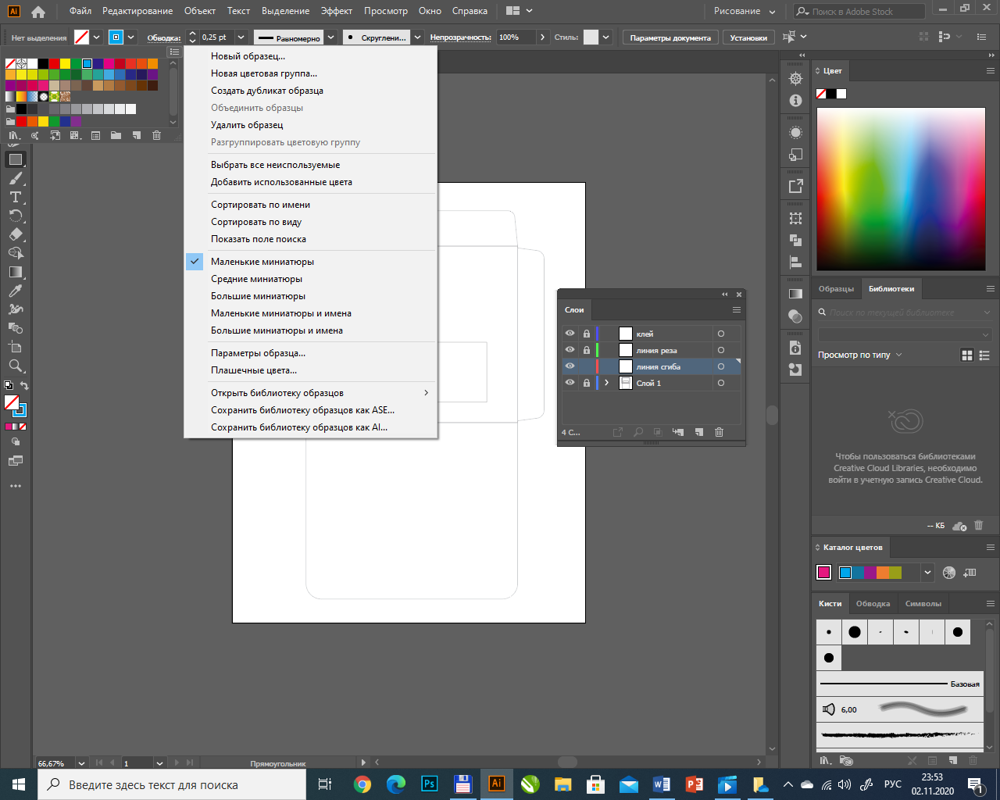 Ai
Файл
Редактирование
Объект
Текст
Выделение
Эффект
Просмотр
Окно
Справка
Рисование
Поиск в Adobe Stock
Нет выделения
Обводка:
0,25 pt
Равномерно
Скруглени...
Непрозрачность:
100%
Стиль:
Параметры документа
Установки
Новый образец...
Новая цветовая группа...
Создать дубликат образца
Объединить образцы
Удалить образец
Разгруппировать цветовую группу
Выбрать все неиспользуемые
Добавить использованные цвета
Сортировать по имени
Сортировать по виду
Показать поле поиска
Маленькие миниатюры
Средние миниатюры
Большие миниатюры
Маленькие миниатюры и имена
Большие миниатюры и имена
Параметры образца...
Плашечные цвета...
Открыть библиотеку образцов
Сохранить библиотеку образцов как ASE...
Сохранить библиотеку образцов как AI...
Слои
клей
линия реза
линия сгиба
Слой 1
4 С...
Цвет
Образцы
Библиотеки
Поиск по текущей библиотеке
Просмотр по типу
Чтобы пользоваться библиотеками
Creative Cloud Libraries, необходимо
войти в учетную запись Creative Cloud.
-- КБ
Каталог цветов
Кисти
Обводка
Символы
Базовая
6,00
66,67%
1
Прямоугольник
Введите здесь текст для поиска
Ps
Ai
РУС
23:53
02.11.2020
1